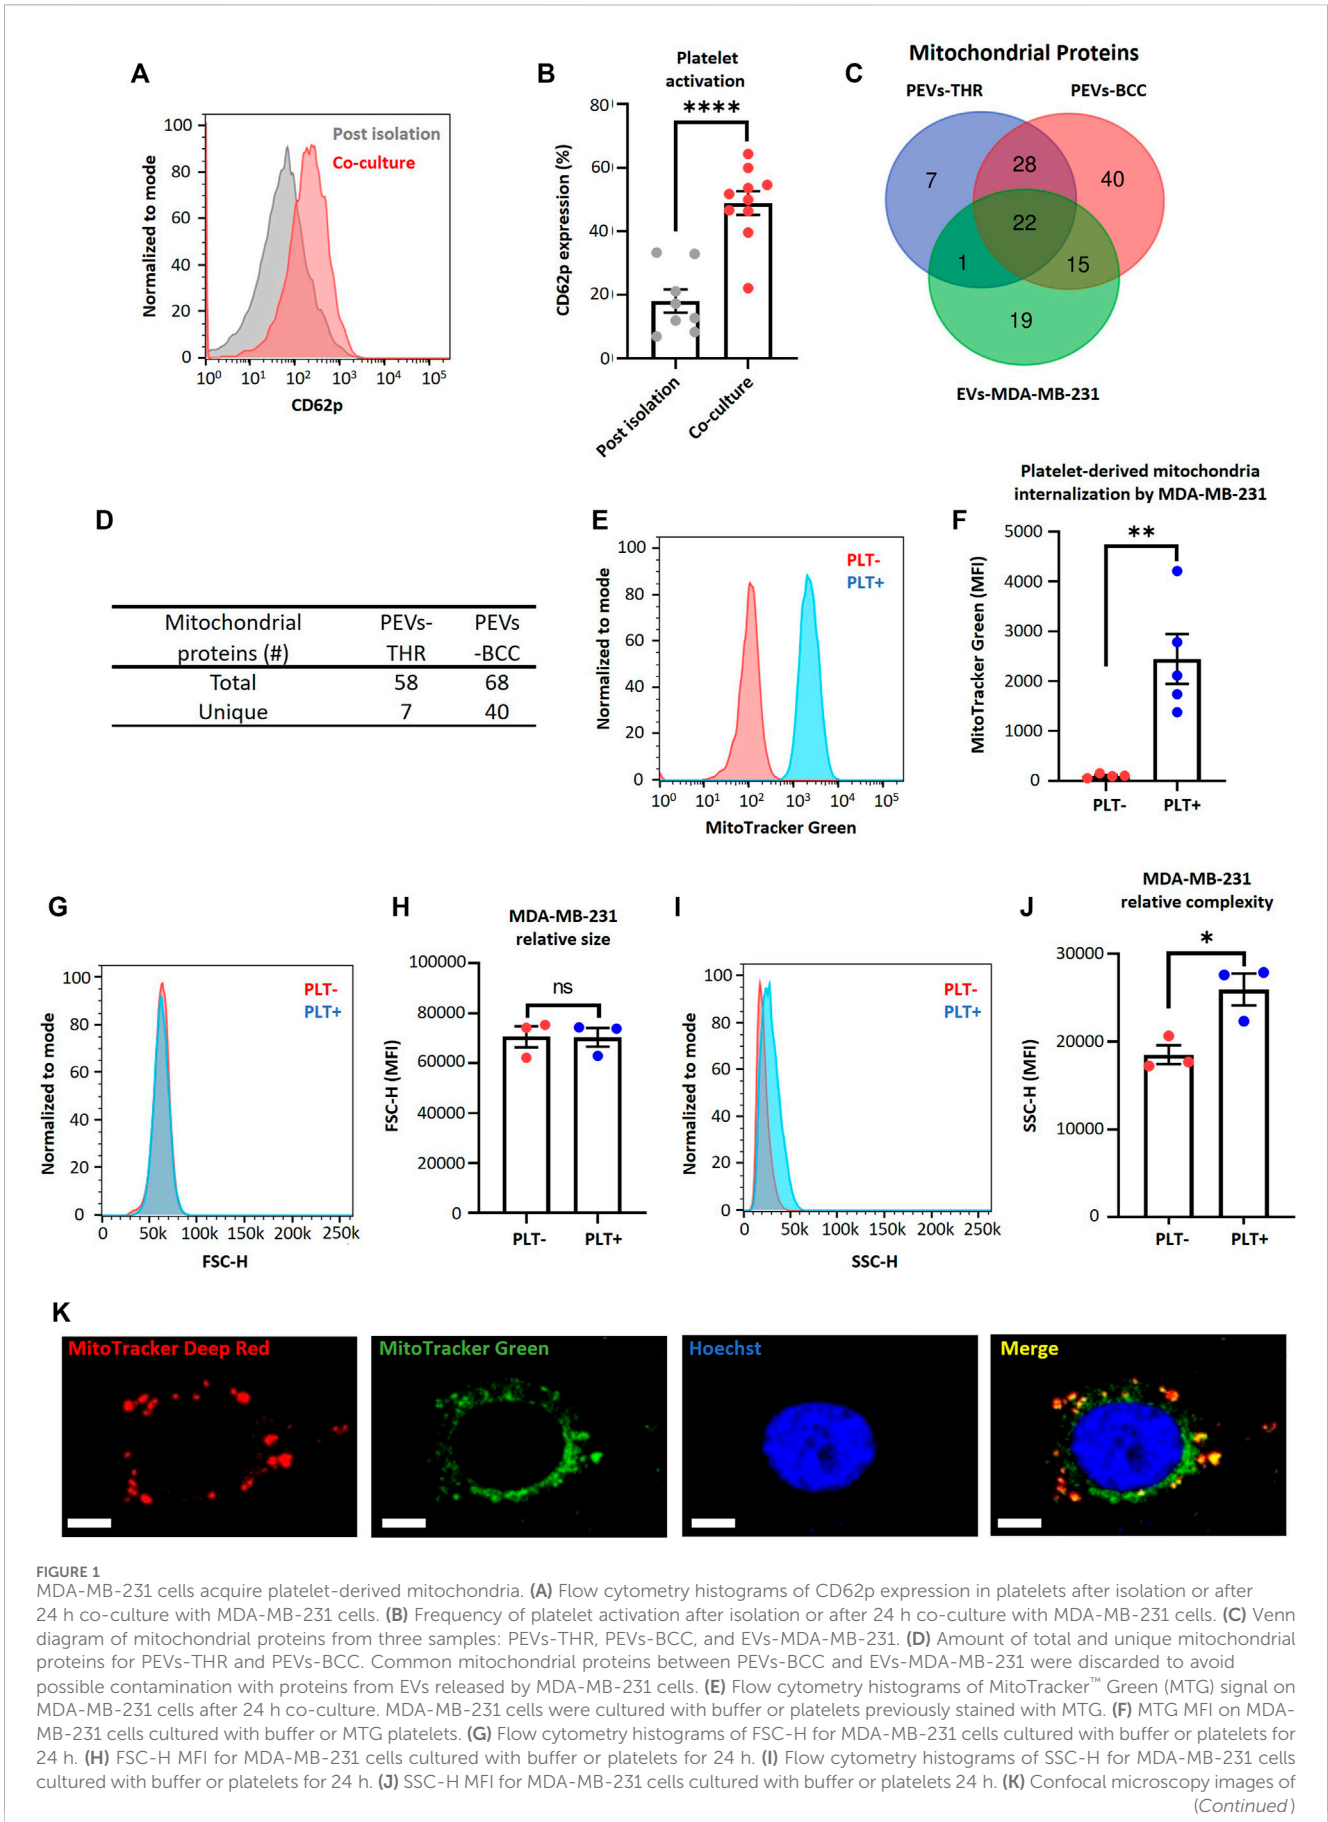 A
Post isolation
Co-culture
Normalized to mode
100
80
60
40
20
0
10⁰ 10¹ 10² 10³ 10⁴ 10⁵
CD62p
B
Platelet
activation
****
CD62p expression (%)
80
60
40
20
0
Post isolation
Co-culture
C
Mitochondrial Proteins
PEVs-THR PEVs-BCC
7 28 40
22
1 15
19
EVs-MDA-MB-231
D
Mitochondrial PEVs- PEVs
proteins (#) THR -BCC
Total 58 68
Unique 7 40
E
PLT-
PLT+
Normalized to mode
100
80
60
40
20
0
10⁰ 10¹ 10² 10³ 10⁴ 10⁵
MitoTracker Green
F
Platelet-derived mitochondria
internalization by MDA-MB-231
**
MitoTracker Green (MFI)
5000
4000
3000
2000
1000
0
PLT- PLT+
G
PLT-
PLT+
Normalized to mode
100
80
60
40
20
0
0 50k 100k 150k 200k 250k
FSC-H
H
MDA-MB-231
relative size
ns
FSC-H (MFI)
100000
80000
60000
40000
20000
0
PLT- PLT+
I
PLT-
PLT+
Normalized to mode
100
80
60
40
20
0
0 50k 100k 150k 200k 250k
SSC-H
J
MDA-MB-231
relative complexity
*
SSC-H (MFI)
30000
20000
10000
0
PLT- PLT+
K
MitoTracker Deep Red
MitoTracker Green
Hoechst
Merge
FIGURE 1
MDA-MB-231 cells acquire platelet-derived mitochondria. (A) Flow cytometry histograms of CD62p expression in platelets after isolation or after
24 h co-culture with MDA-MB-231 cells. (B) Frequency of platelet activation after isolation or after 24 h co-culture with MDA-MB-231 cells. (C) Venn
diagram of mitochondrial proteins from three samples: PEVs-THR, PEVs-BCC, and EVs-MDA-MB-231. (D) Amount of total and unique mitochondrial
proteins for PEVs-THR and PEVs-BCC. Common mitochondrial proteins between PEVs-BCC and EVs-MDA-MB-231 were discarded to avoid
possible contamination with proteins from EVs released by MDA-MB-231 cells. (E) Flow cytometry histograms of MitoTracker™ Green (MTG) signal on
MDA-MB-231 cells after 24 h co-culture. MDA-MB-231 cells were cultured with buffer or platelets previously stained with MTG. (F) MTG MFI on MDA-
MB-231 cells cultured with buffer or MTG platelets. (G) Flow cytometry histograms of FSC-H for MDA-MB-231 cells cultured with buffer or platelets for
24 h. (H) FSC-H MFI for MDA-MB-231 cells cultured with buffer or platelets for 24 h. (I) Flow cytometry histograms of SSC-H for MDA-MB-231 cells
cultured with buffer or platelets for 24 h. (J) SSC-H MFI for MDA-MB-231 cells cultured with buffer or platelets 24 h. (K) Confocal microscopy images of
(Continued)